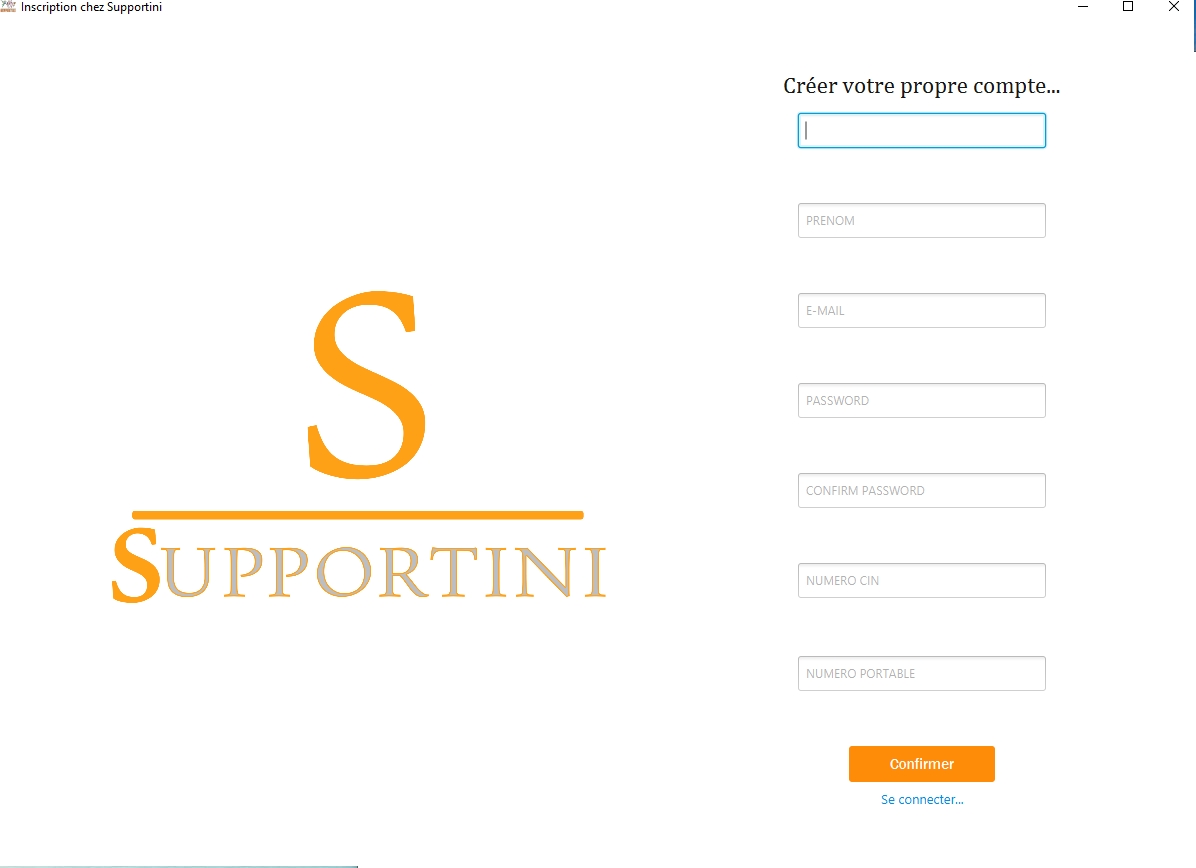 Inscription chez Supportini
Créer votre propre compte...
PRENOM
E-MAIL
PASSWORD
CONFIRM PASSWORD
NUMERO CIN
NUMERO PORTABLE
Confirmer
Se connecter...
S
SUPPORTINI